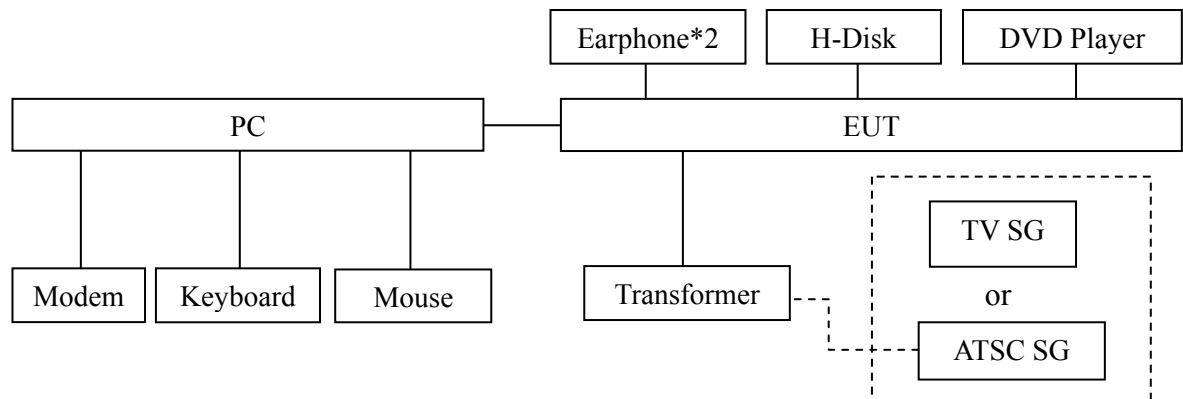 Earphone*2
H-Disk
DVD Player
PC
EUT
TV SG
Modem
Keyboard
Mouse
Transformer
or
ATSC SG